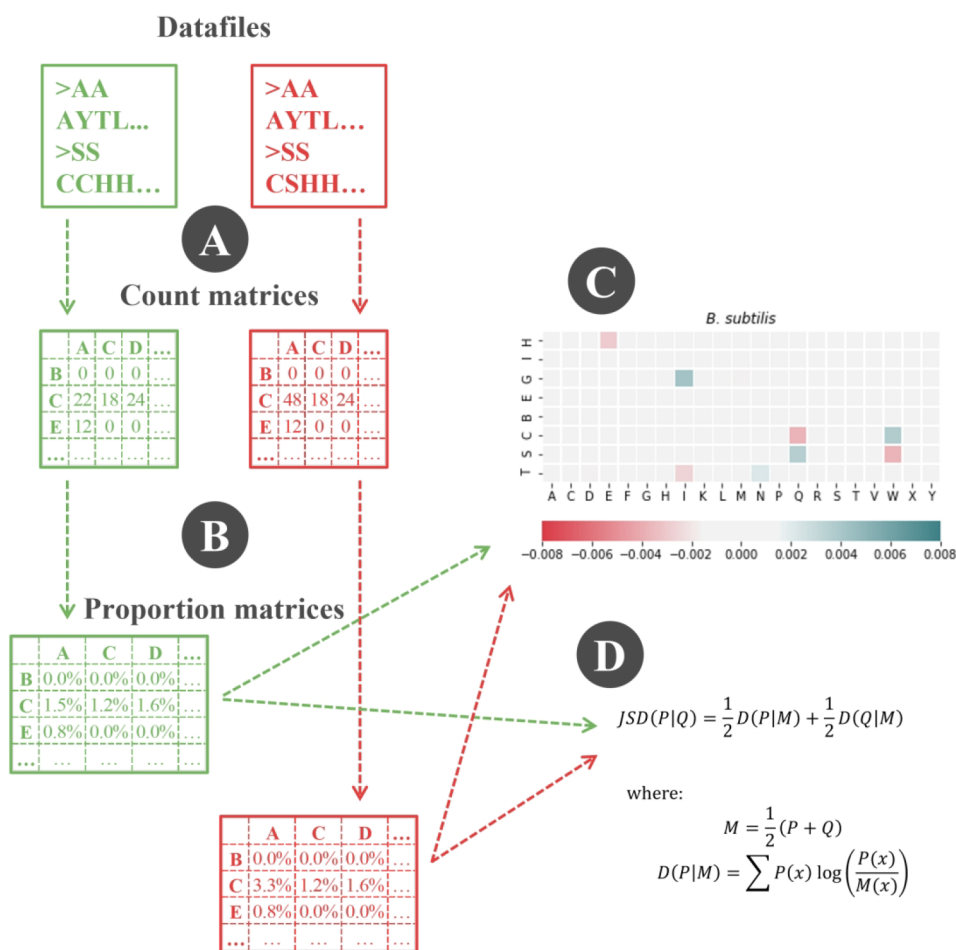 Datafiles
>AA
AYTL...
>SS
CCHH...
>AA
AYTL...
>SS
CSHH...
A
Count matrices
A C D ...
B 0 0 0 ...
C 22 18 24 ...
E 12 0 0 ...
... ... ... ... ...
A C D ...
B 0 0 0 ...
C 48 18 24 ...
E 12 0 0 ...
... ... ... ... ...
B
Proportion matrices
A C D ...
B 0.0% 0.0% 0.0% ...
C 1.5% 1.2% 1.6% ...
E 0.8% 0.0% 0.0% ...
... ... ... ... ...
A C D ...
B 0.0% 0.0% 0.0% ...
C 3.3% 1.2% 1.6% ...
E 0.8% 0.0% 0.0% ...
... ... ... ... ...
C
B. subtilis
H
I
G
E
B
C
S
T
A C D E F G H I K L M N P Q R S T V W X Y
−0.008 −0.006 −0.004 −0.002 0.000 0.002 0.004 0.006 0.008
D
JSD(P|Q) = 1/2 D(P|M) + 1/2 D(Q|M)
where:
M = 1/2 (P + Q)
D(P|M) = ∑ P(x) log(P(x)/M(x))